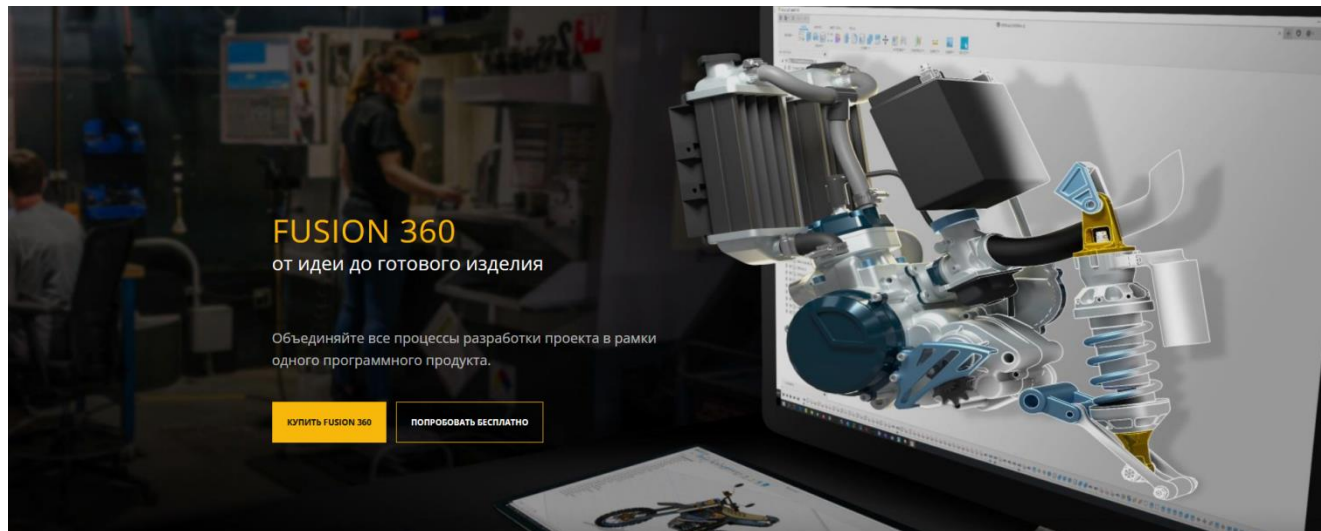 FUSION 360
от идеи до готового изделия
Объединяйте все процессы разработки проекта в рамки
одного программного продукта.
КУПИТЬ FUSION 360
ПОПРОБОВАТЬ БЕСПЛАТНО